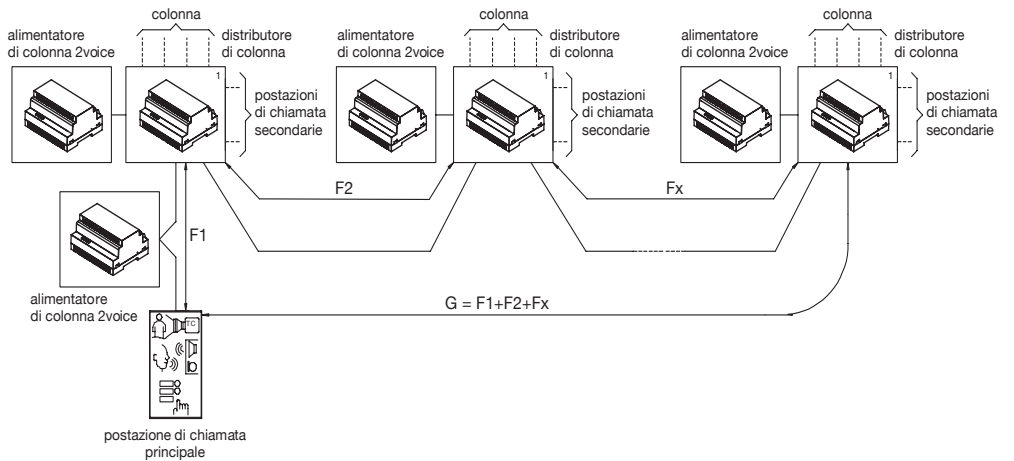 colonna
colonna
colonna
alimentatore
di colonna 2voice
distributore
di colonna
alimentatore
di colonna 2voice
distributore
di colonna
alimentatore
di colonna 2voice
distributore
di colonna
1
postazioni
di chiamata
secondarie
1
postazioni
di chiamata
secondarie
1
postazioni
di chiamata
secondarie
F2
Fx
F1
alimentatore
di colonna 2voice
G = F1+F2+Fx
TC
postazione di chiamata
principale